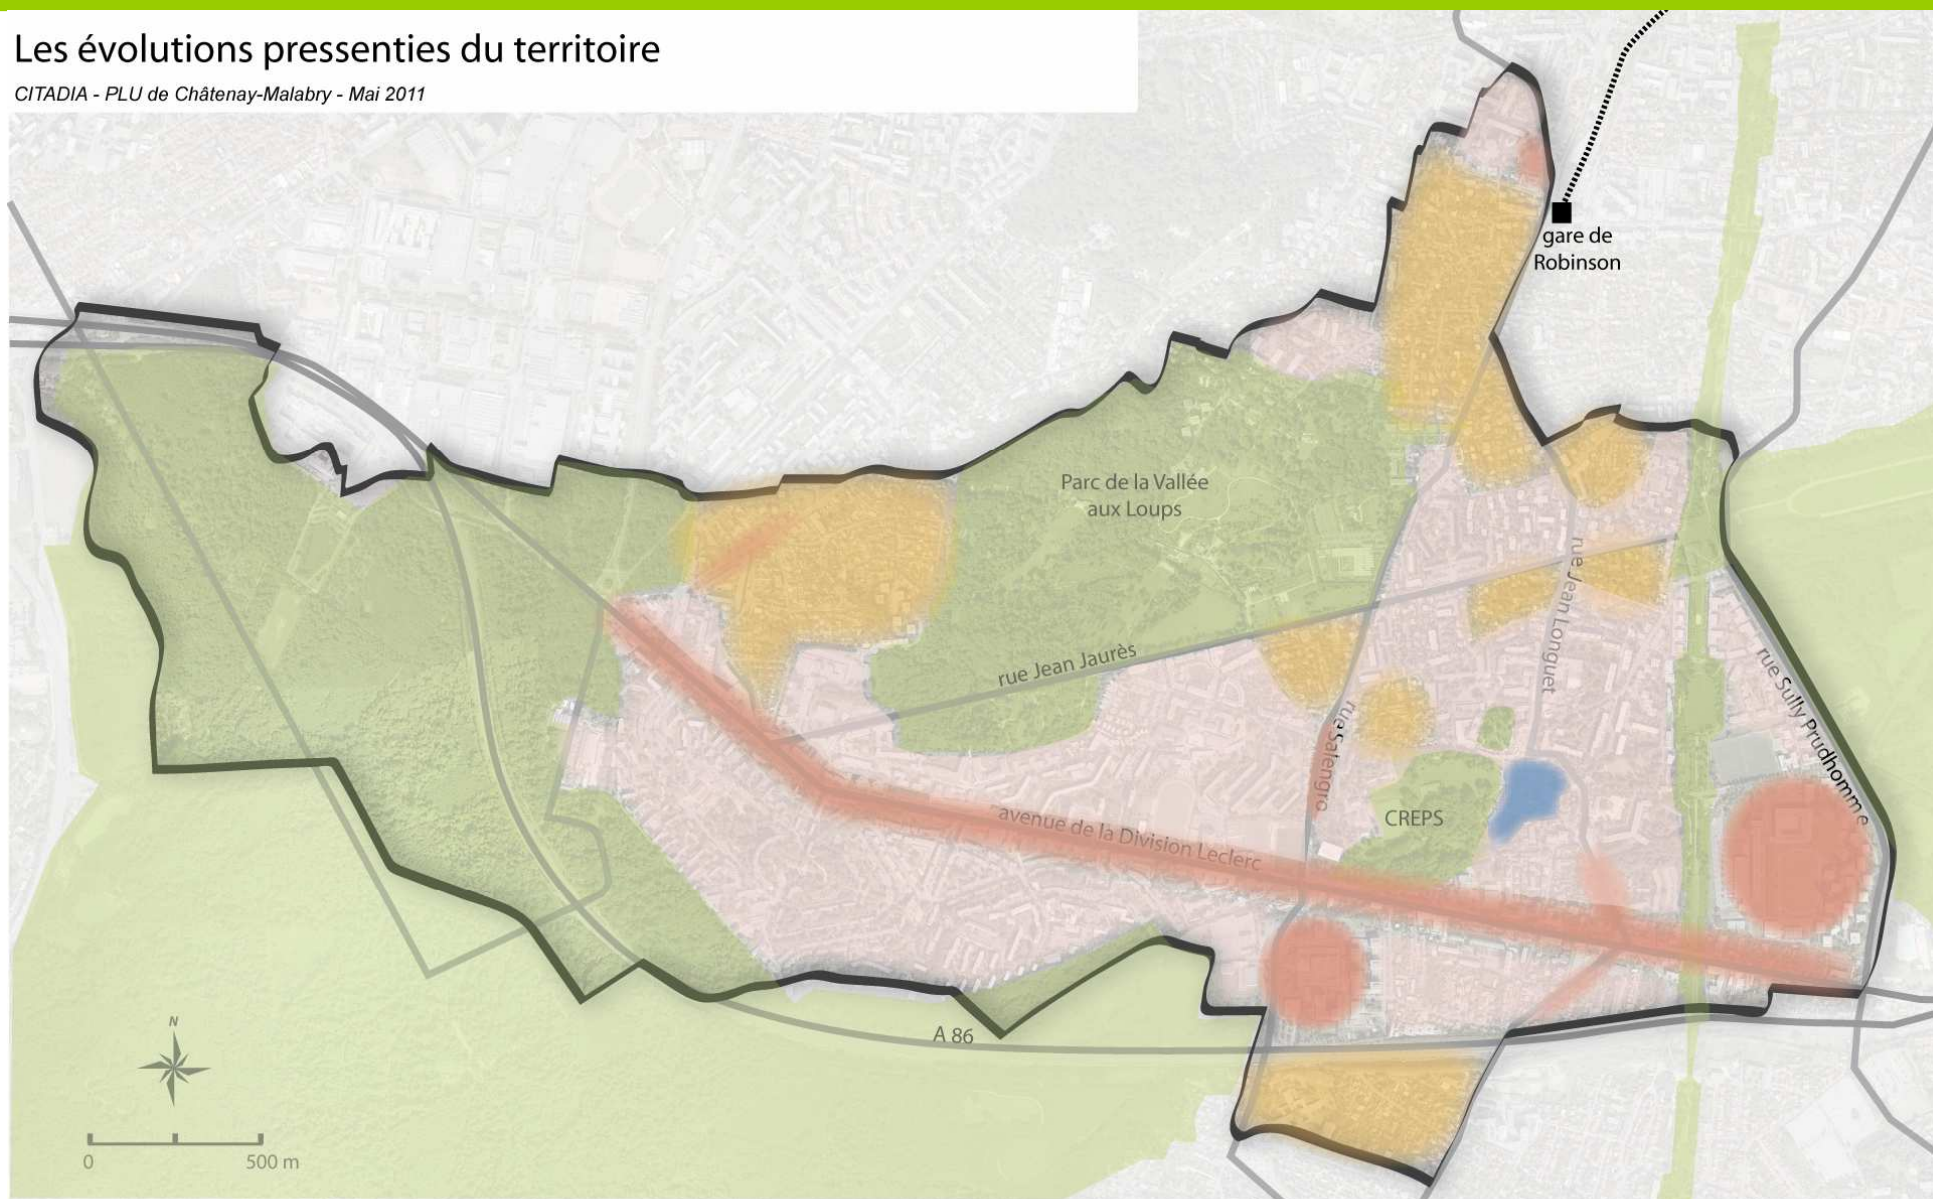 Les évolutions pressenties du territoire
CITADIA - PLU de Châtenay-Malabry - Mai 2011
gare de
Robinson
Parc de la Vallée
aux Loups
rue Jean Longuet
rue Jean Jaurès
rue Sully Prudhomme
rue Salengro
avenue de la Division Leclerc
CREPS
A 86
N
0
500 m